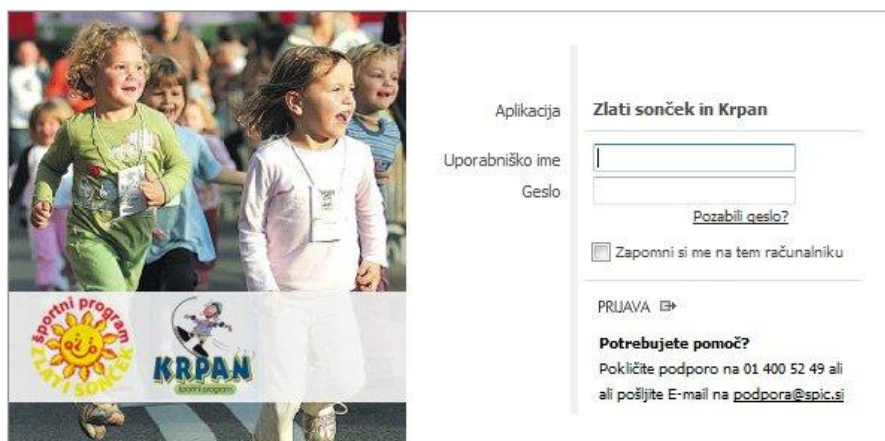 Aplikacija Zlati sonček in Krpan
Uporabniško ime
Geslo
Pozabili geslo?
Zapomni si me na tem računalniku
PRIJAVA
Potrebujete pomoč?
Pokličite podporo na 01 400 52 49 ali
ali pošljite E-mail na podpora@spic.si
športni program
ZLATI SONČEK
KRPAN
športni program